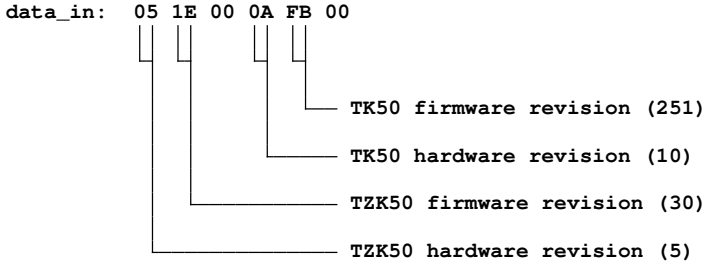 data_in: 05 1E 00 0A FB 00
TK50 firmware revision (251)
TK50 hardware revision (10)
TZK50 firmware revision (30)
TZK50 hardware revision (5)